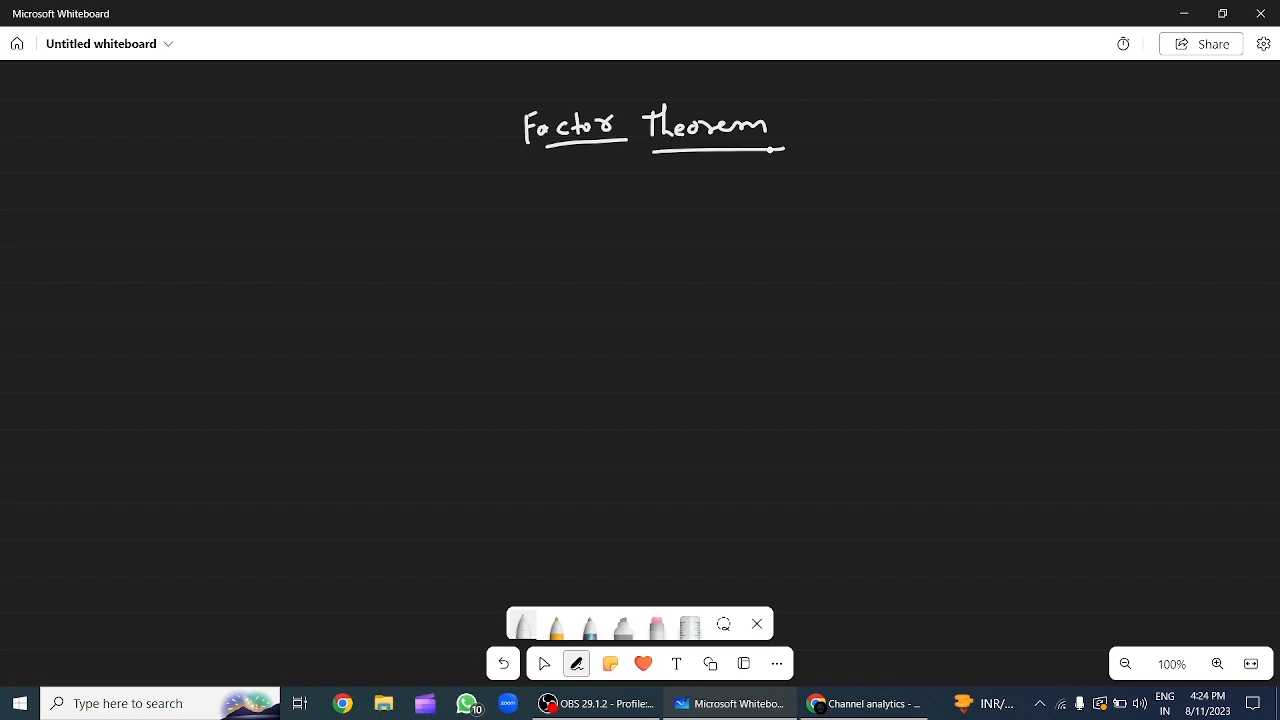 Microsoft Whiteboard
Untitled whiteboard
Share
Factor Theorem
100%
Type here to search
10
OBS 29.1.2 - Profile:...
Microsoft Whitebo...
Channel analytics - ...
INR/...
ENG
IN
4:24 PM
8/11/2023